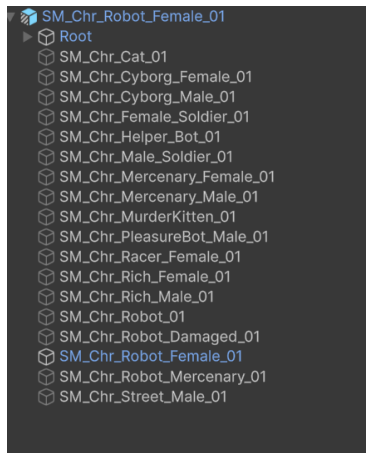 SM_Chr_Robot_Female_01
Root
SM_Chr_Cat_01
SM_Chr_Cyborg_Female_01
SM_Chr_Cyborg_Male_01
SM_Chr_Female_Soldier_01
SM_Chr_Helper_Bot_01
SM_Chr_Male_Soldier_01
SM_Chr_Mercenary_Female_01
SM_Chr_Mercenary_Male_01
SM_Chr_MurderKitten_01
SM_Chr_PleasureBot_Male_01
SM_Chr_Racer_Female_01
SM_Chr_Rich_Female_01
SM_Chr_Rich_Male_01
SM_Chr_Robot_01
SM_Chr_Robot_Damaged_01
SM_Chr_Robot_Female_01
SM_Chr_Robot_Mercenary_01
SM_Chr_Street_Male_01